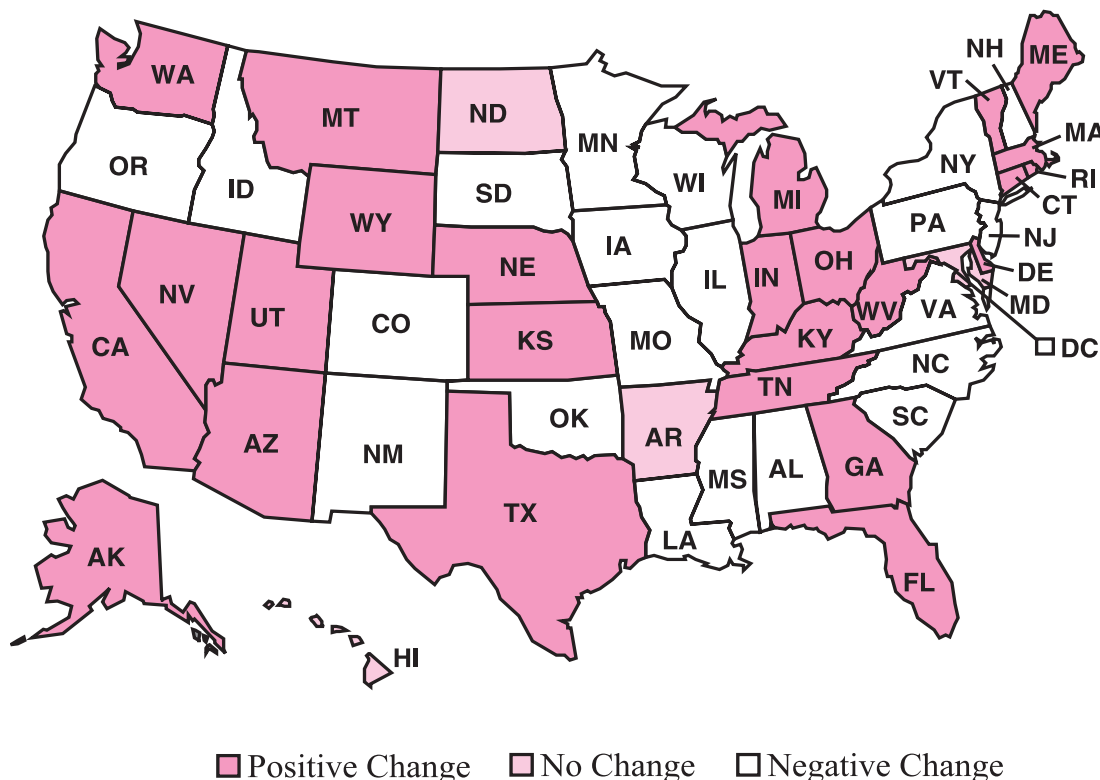 WA
MT
ND
MN
OR
ID
SD
WI
MI
NH
VT
ME
MA
NY
RI
CT
WY
IA
PA
NJ
NE
IL
IN
OH
DE
MD
NV
UT
CO
KS
MO
WV
VA
DC
CA
KY
NC
AZ
NM
OK
AR
TN
SC
TX
MS
AL
GA
LA
FL
AK
HI
Positive Change No Change Negative Change